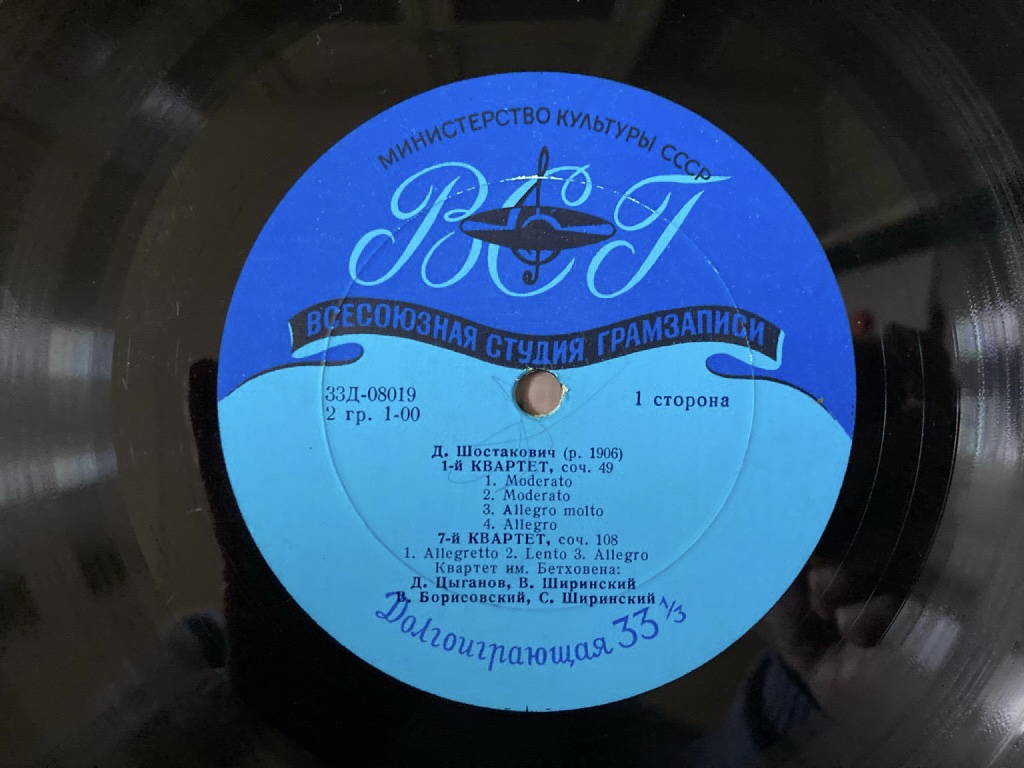 МИНИСТЕРСТВО КУЛЬТУРЫ СССР
ВСГ
ВСЕСОЮЗНАЯ СТУДИЯ ГРАМЗАПИСИ
33Д-08019
2 гр. 1-00
1 сторона
Д. Шостакович (р. 1906)
1-й КВАРТЕТ, соч. 49
1. Moderato
2. Moderato
3. Allegro molto
4. Allegro
7-й КВАРТЕТ, соч. 108
1. Allegretto 2. Lento 3. Allegro
Квартет им. Бетховена:
Д. Цыганов, В. Ширинский
В. Борисовский, С. Ширинский
Долгоиграющая 33 1/3